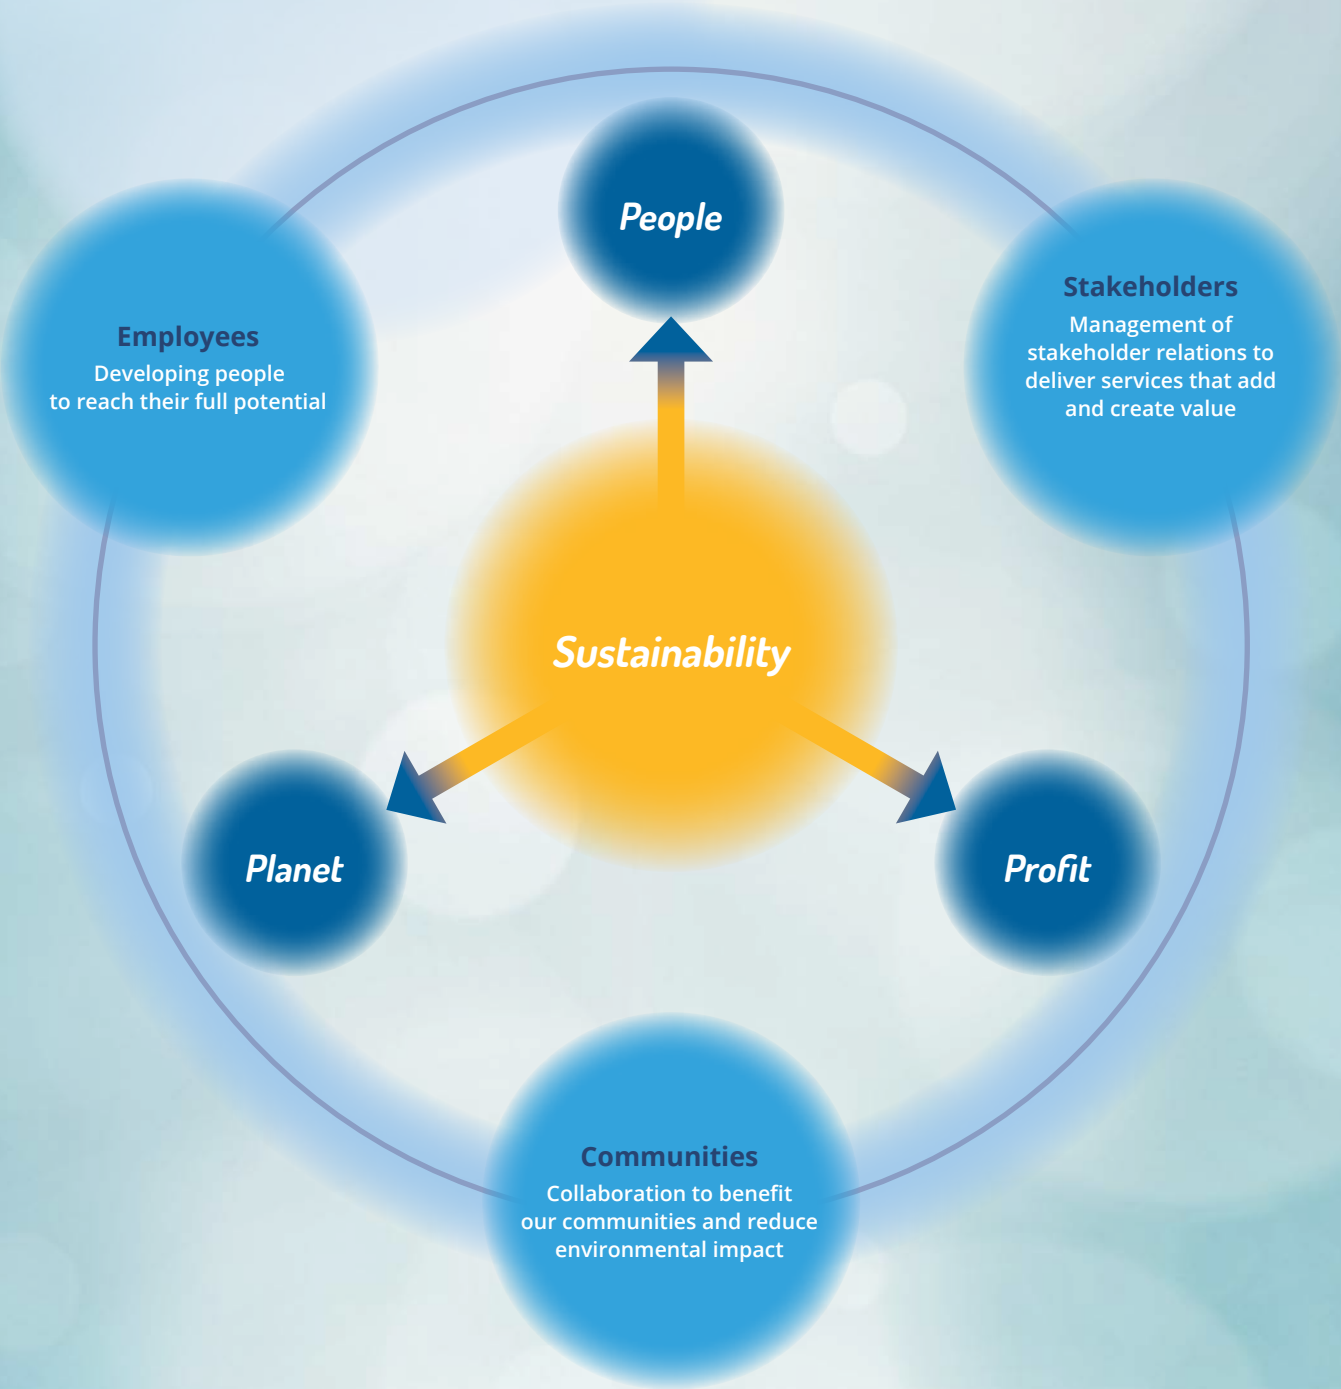 People
Employees
Developing people
to reach their full potential
Stakeholders
Management of
stakeholder relations to
deliver services that add
and create value
Sustainability
Planet
Profit
Communities
Collaboration to benefit
our communities and reduce
environmental impact